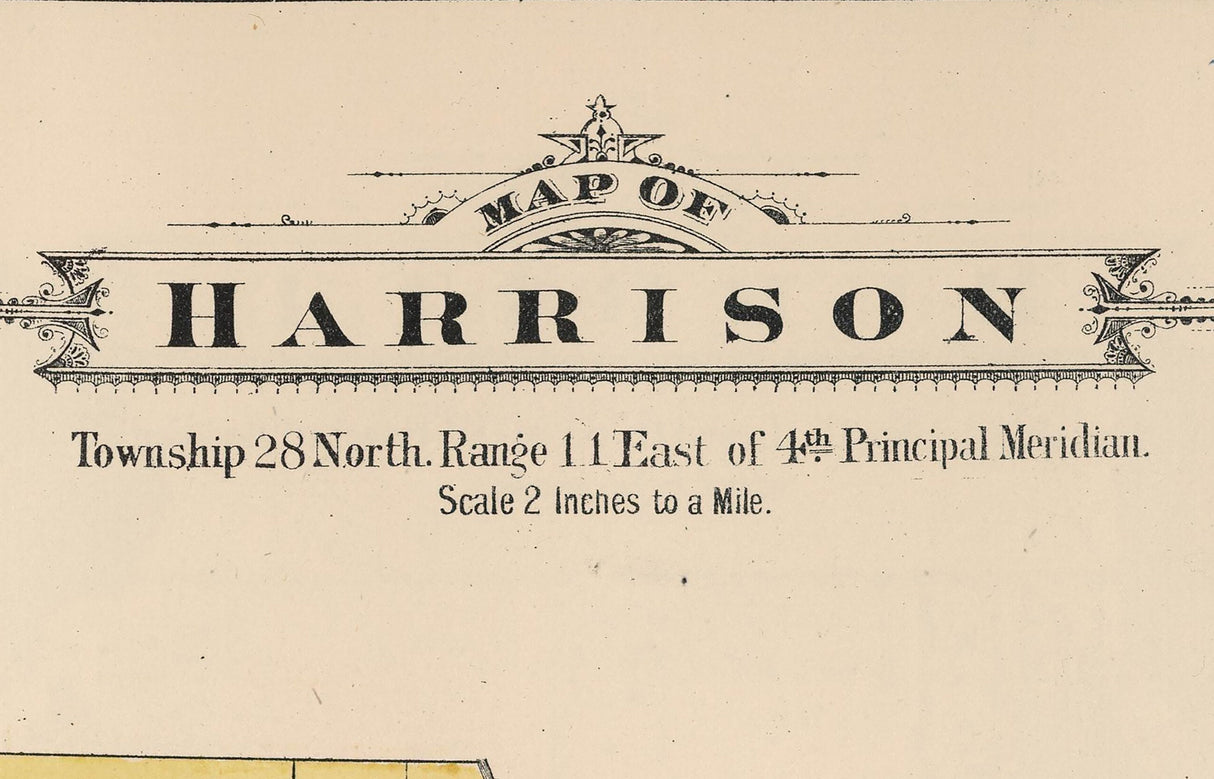 MAP OF
HARRISON
Township 28 North. Range 11 East of 4th Principal Meridian.
Scale 2 Inches to a Mile.